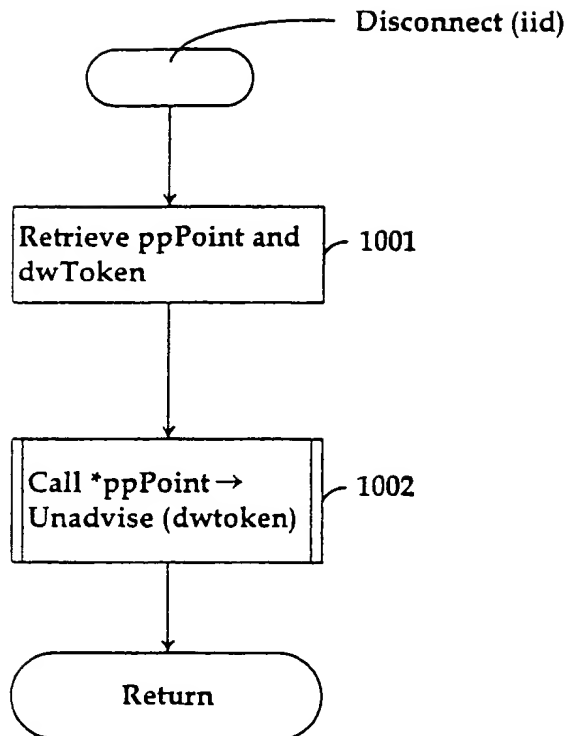 Disconnect (iid)
Retrieve ppPoint and
dwToken
1001
Call *ppPoint→
Unadvise (dwtoken)
1002
Return